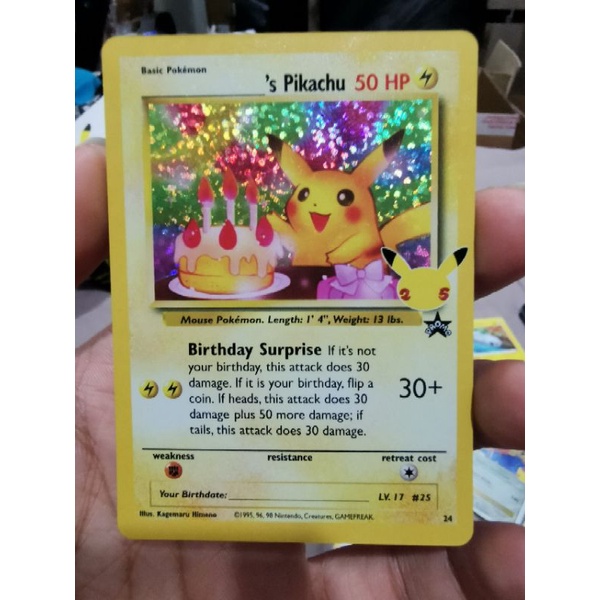 Basic Pokémon
's Pikachu 50 HP
25
PROMO
Mouse Pokémon. Length: 1' 4", Weight: 13 lbs.
Birthday Surprise If it's not
your birthday, this attack does 30
damage. If it is your birthday, flip a
coin. If heads, this attack does 30
damage plus 50 more damage; if
tails, this attack does 30 damage.
30+
weakness resistance retreat cost
Your Birthdate: LV. 17 #25
Illus. Kagemaru Himeno ©1995, 96, 98 Nintendo, Creatures, GAMEFREAK. 24